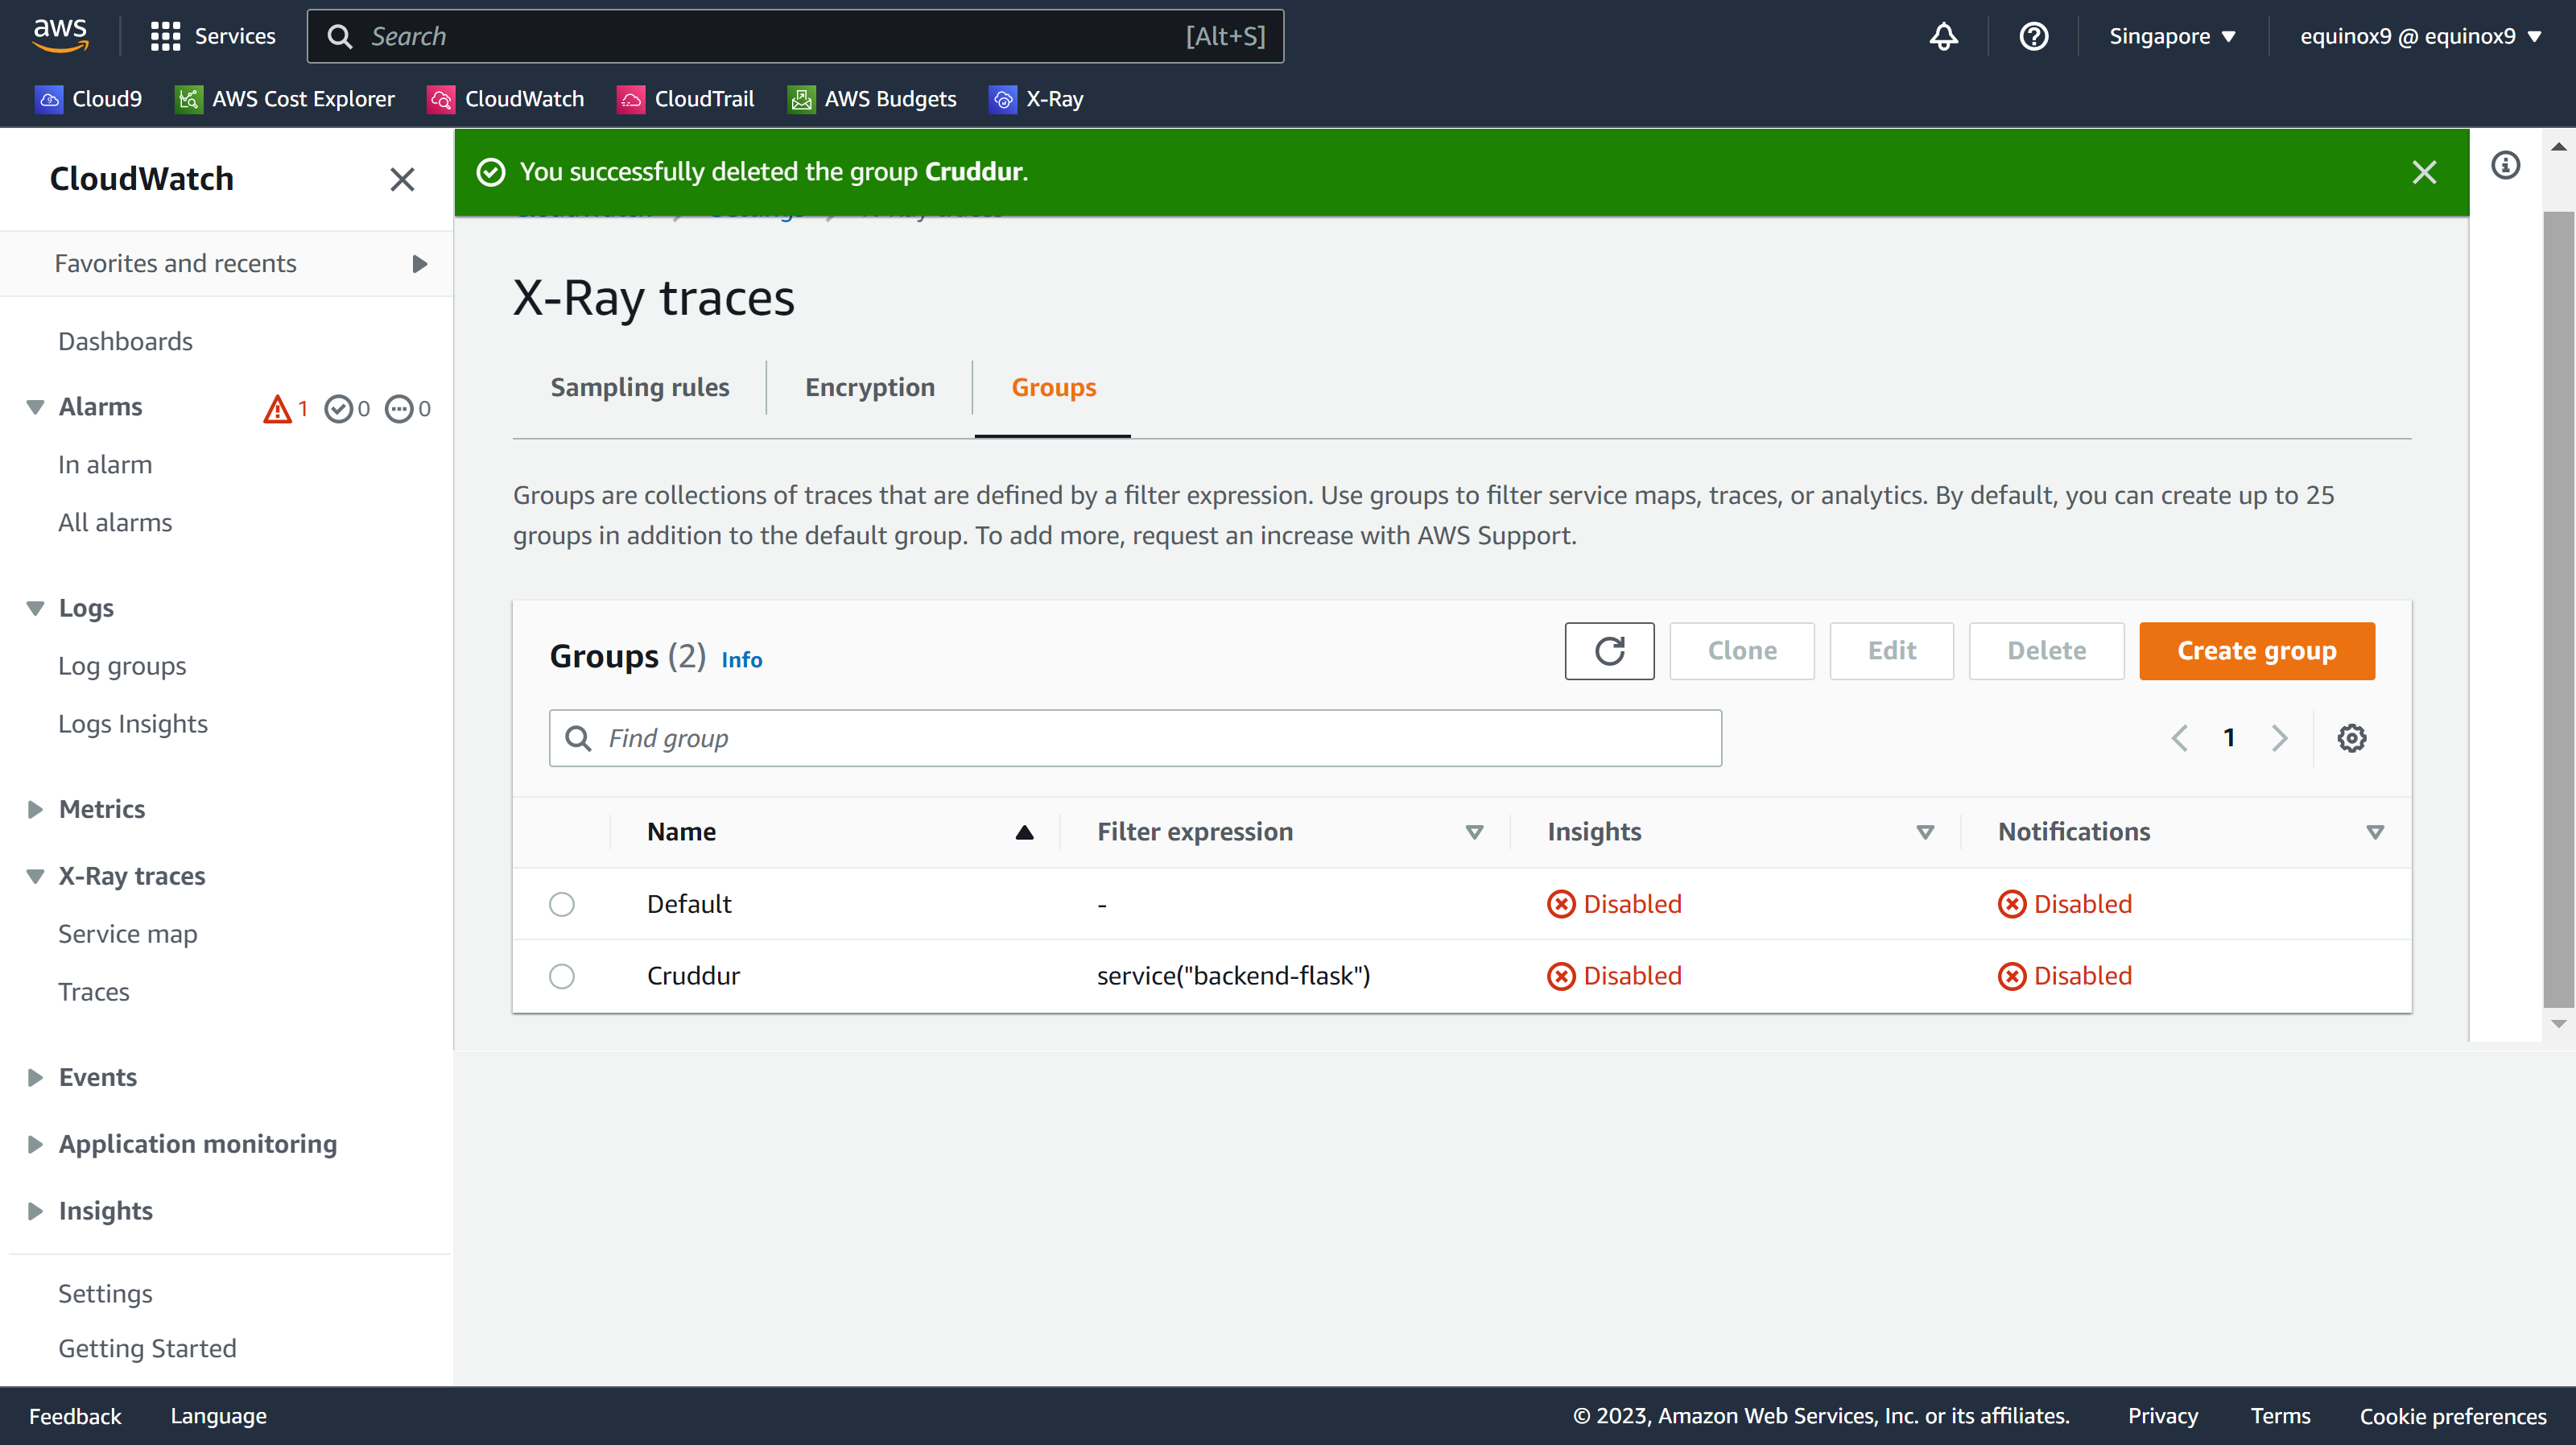 aws
Services
Search [Alt+S]
Singapore
equinox9 @ equinox9
Cloud9
AWS Cost Explorer
CloudWatch
CloudTrail
AWS Budgets
X-Ray
CloudWatch
Favorites and recents
Dashboards
Alarms 1 0 0
In alarm
All alarms
Logs
Log groups
Logs Insights
Metrics
X-Ray traces
Service map
Traces
Events
Application monitoring
Insights
Settings
Getting Started
You successfully deleted the group Cruddur.
X-Ray traces
Sampling rules
Encryption
Groups
Groups are collections of traces that are defined by a filter expression. Use groups to filter service maps, traces, or analytics. By default, you can create up to 25
groups in addition to the default group. To add more, request an increase with AWS Support.
Groups (2) Info
Clone
Edit
Delete
Create group
Find group
1
Name Filter expression Insights Notifications
Default - Disabled Disabled
Cruddur service("backend-flask") Disabled Disabled
Feedback
Language
© 2023, Amazon Web Services, Inc. or its affiliates.
Privacy
Terms
Cookie preferences